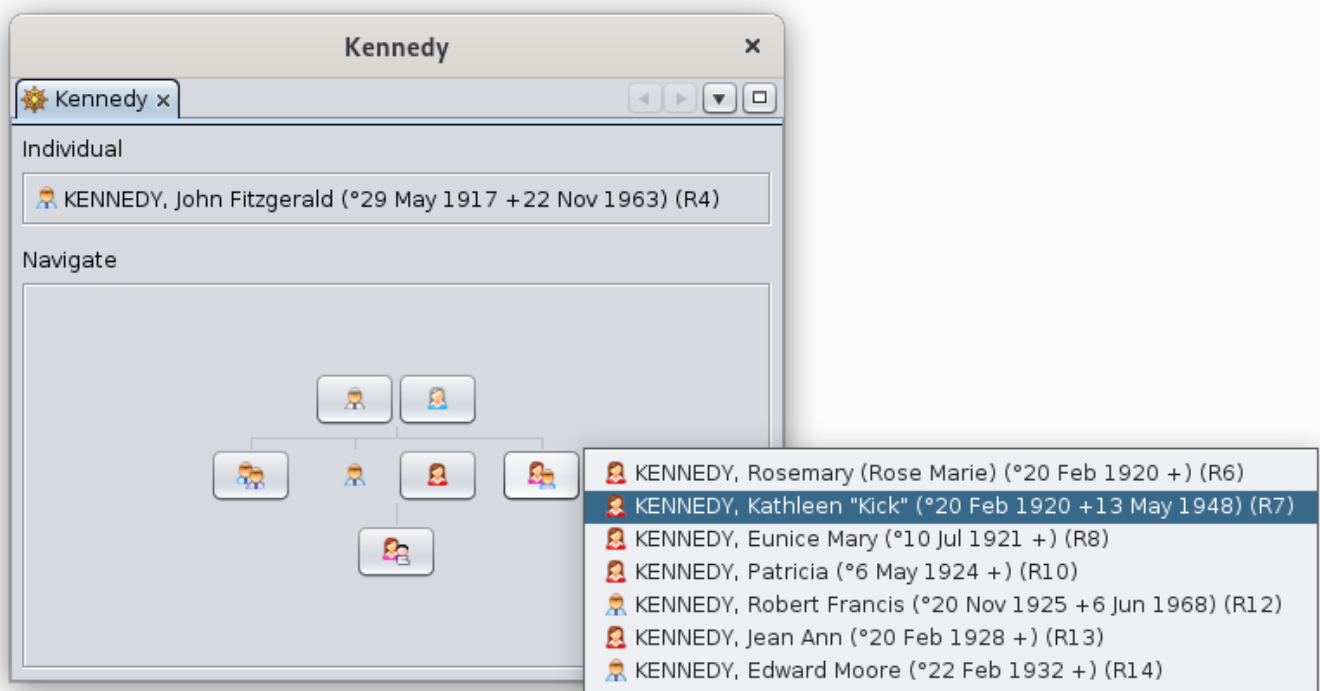 Kennedy
Kennedy
Individual
KENNEDY, John Fitzgerald (°29 May 1917 +22 Nov 1963) (R4)
Navigate
KENNEDY, Rosemary (Rose Marie) (°20 Feb 1920 +) (R6)
KENNEDY, Kathleen "Kick" (°20 Feb 1920 +13 May 1948) (R7)
KENNEDY, Eunice Mary (°10 Jul 1921 +) (R8)
KENNEDY, Patricia (°6 May 1924 +) (R10)
KENNEDY, Robert Francis (°20 Nov 1925 +6 Jun 1968) (R12)
KENNEDY, Jean Ann (°20 Feb 1928 +) (R13)
KENNEDY, Edward Moore (°22 Feb 1932 +) (R14)